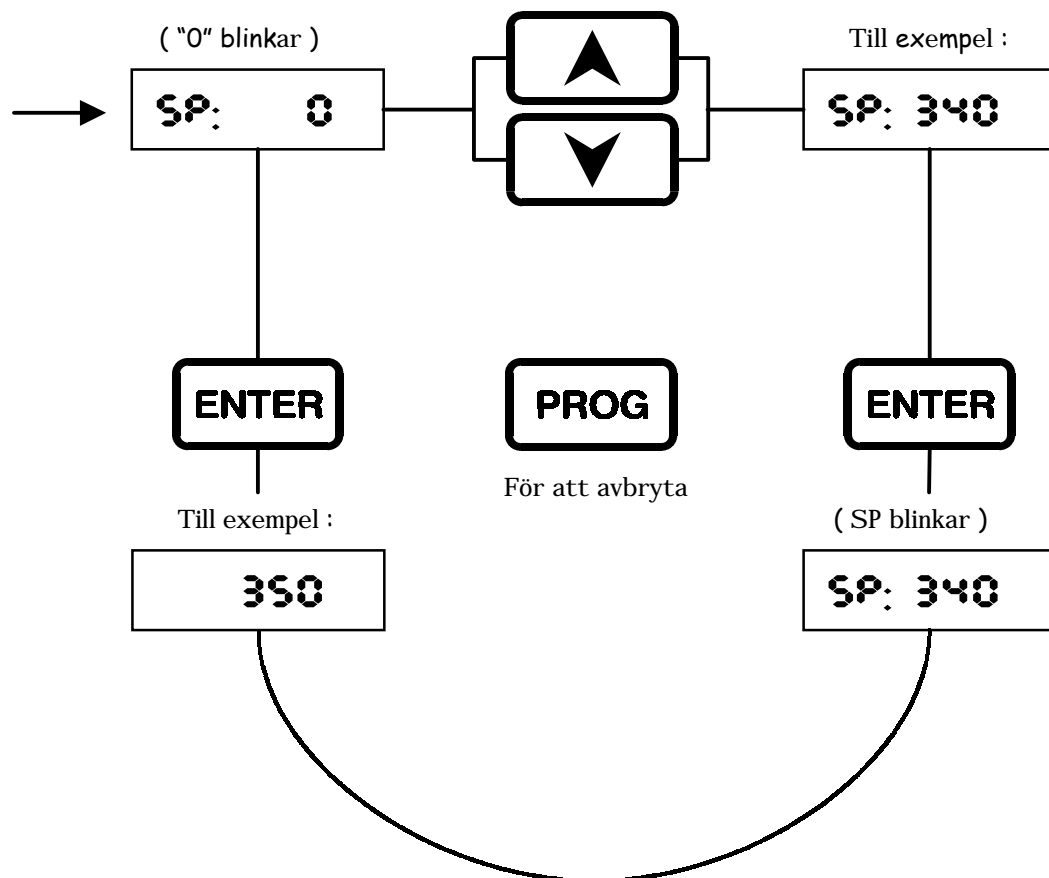 ( “0” blinkar )
Till exempel :
SP: 0
SP: 340
ENTER
PROG
ENTER
För att avbryta
Till exempel :
( SP blinkar )
350
SP: 340